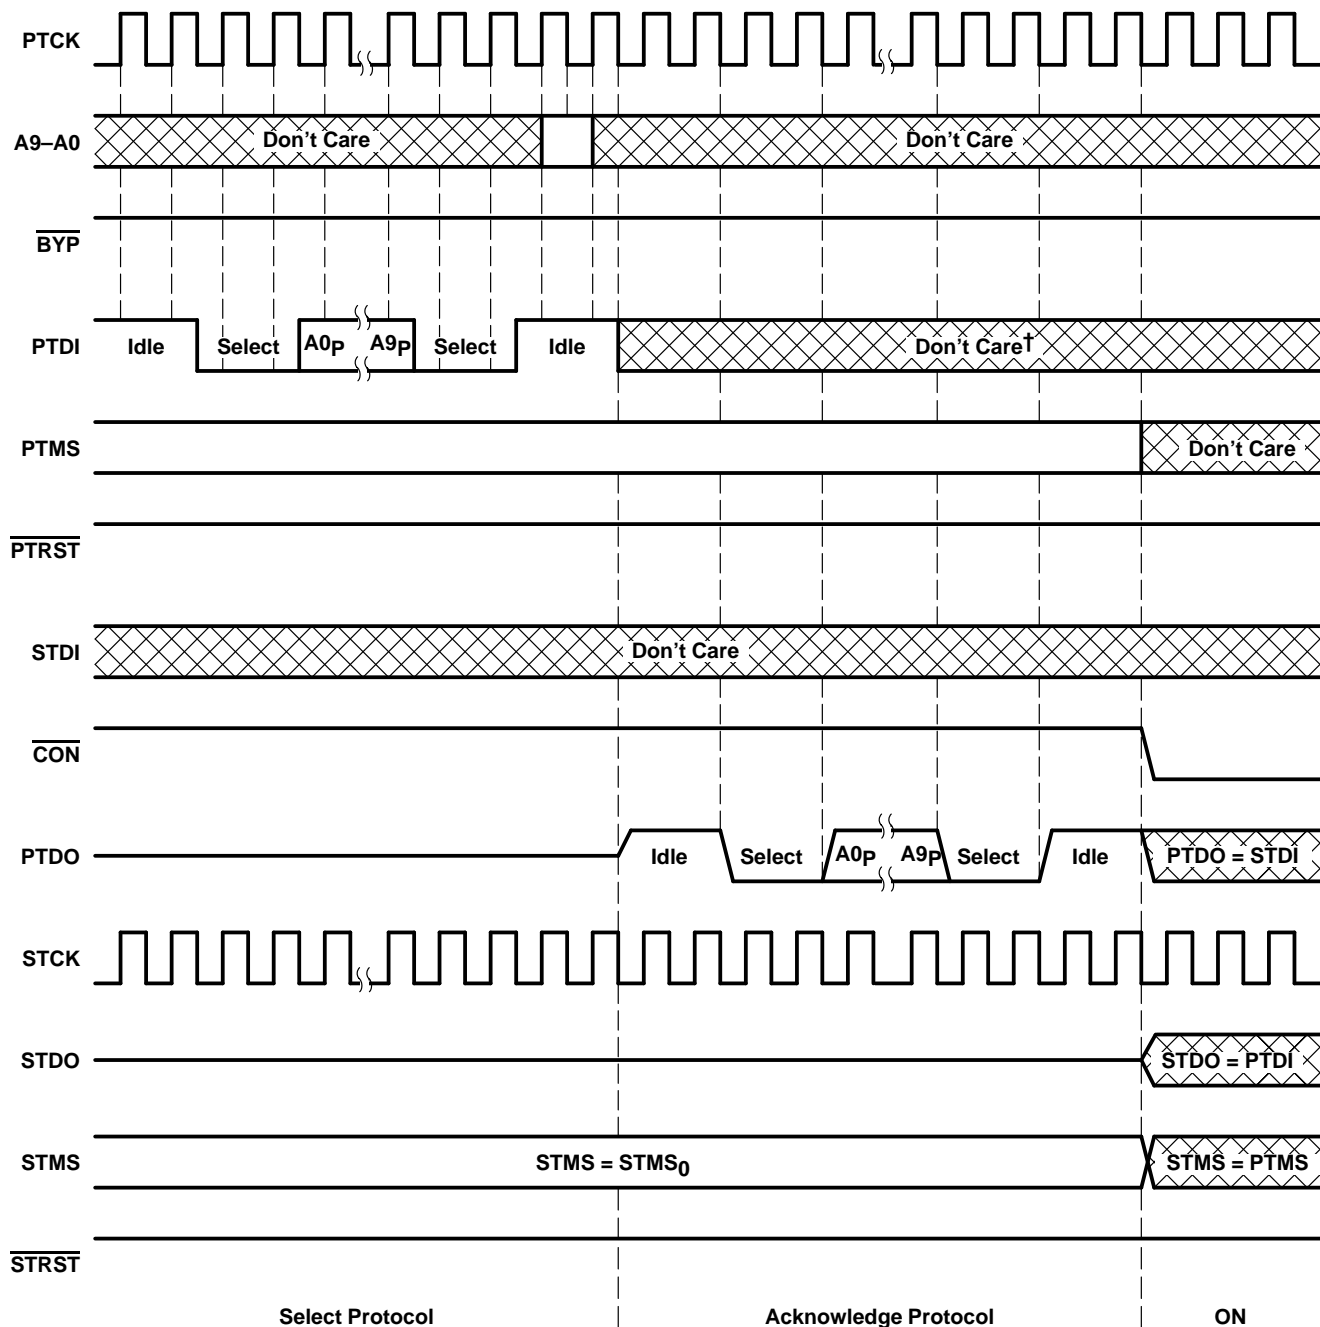 PTCK
A9–A0 Don't Care Don't Care
BYP
PTDI Idle Select A0P A9P Select Idle Don't Care†
PTMS Don't Care
PTRST
STDI Don't Care
CON
PTDO Idle Select A0P A9P Select Idle PTDO = STDI
STCK
STDO STDO = PTDI
STMS STMS = STMS0 STMS = PTMS
STRST
Select Protocol Acknowledge Protocol ON